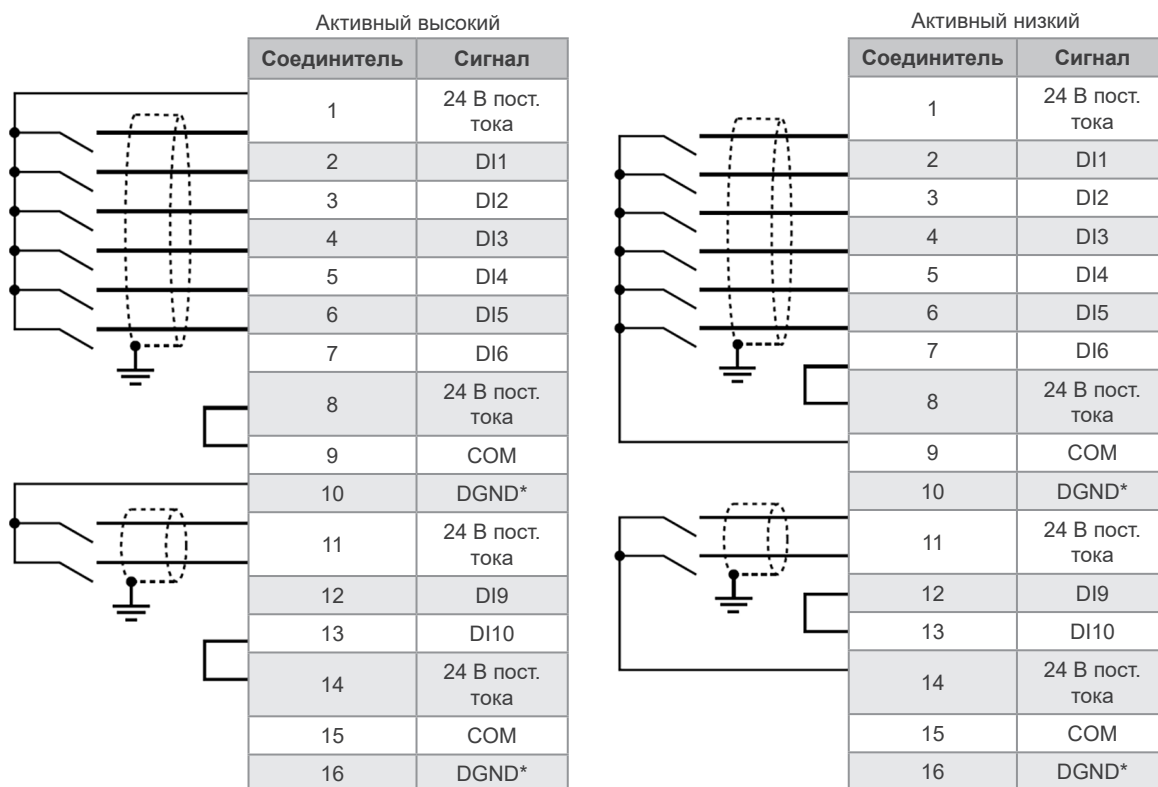 Активный высокий
Соединитель Сигнал
1 24 В пост.
тока
2 DI1
3 DI2
4 DI3
5 DI4
6 DI5
7 DI6
8 24 В пост.
тока
9 COM
10 DGND*
11 24 В пост.
тока
12 DI9
13 DI10
14 24 В пост.
тока
15 COM
16 DGND*
Активный низкий
Соединитель Сигнал
1 24 В пост.
тока
2 DI1
3 DI2
4 DI3
5 DI4
6 DI5
7 DI6
8 24 В пост.
тока
9 COM
10 DGND*
11 24 В пост.
тока
12 DI9
13 DI10
14 24 В пост.
тока
15 COM
16 DGND*